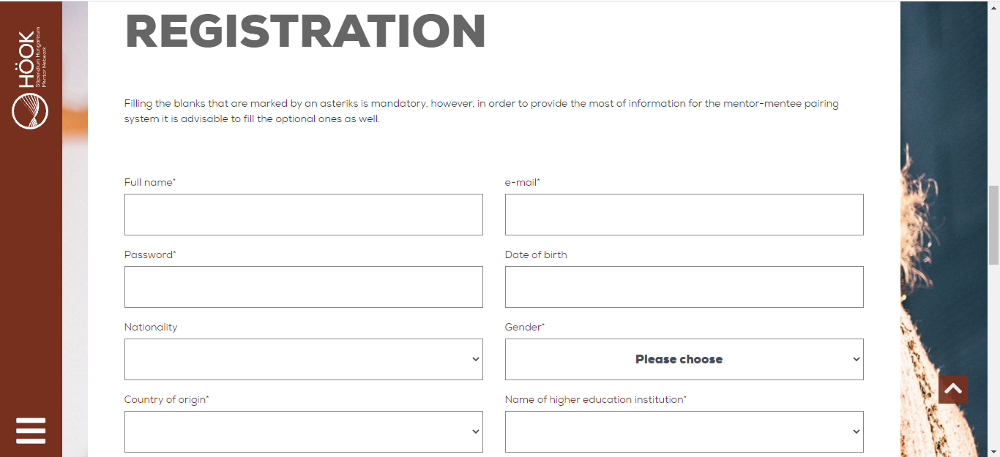 HÖOK
Stipendium Hungaricum
Mentor Network
REGISTRATION
Filling the blanks that are marked by an asteriks is mandatory, however, in order to provide the most of information for the mentor-mentee pairing
system it is advisable to fill the optional ones as well.
Full name*
e-mail*
Password*
Date of birth
Nationality
Gender*
Please choose
Country of origin*
Name of higher education institution*